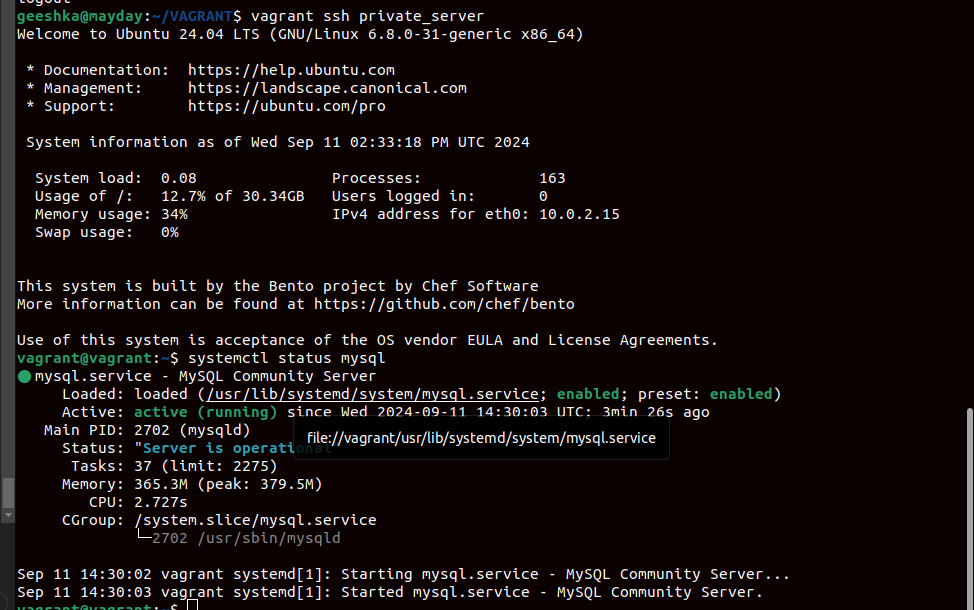 logout
geeshka@mayday:~/VAGRANT$ vagrant ssh private_server
Welcome to Ubuntu 24.04 LTS (GNU/Linux 6.8.0-31-generic x86_64)
* Documentation:  https://help.ubuntu.com
* Management:     https://landscape.canonical.com
* Support:        https://ubuntu.com/pro
System information as of Wed Sep 11 02:33:18 PM UTC 2024
System load:  0.08               Processes:             163
Usage of /:   12.7% of 30.34GB   Users logged in:       0
Memory usage: 34%                IPv4 address for eth0: 10.0.2.15
Swap usage:   0%
This system is built by the Bento project by Chef Software
More information can be found at https://github.com/chef/bento
Use of this system is acceptance of the OS vendor EULA and License Agreements.
vagrant@vagrant:~$ systemctl status mysql
mysql.service - MySQL Community Server
Loaded: loaded (/usr/lib/systemd/system/mysql.service; enabled; preset: enabled)
Active: active (running) since Wed 2024-09-11 14:30:03 UTC; 3min 26s ago
Main PID: 2702 (mysqld)
file://vagrant/usr/lib/systemd/system/mysql.service
Status: "Server is operational
Tasks: 37 (limit: 2275)
Memory: 365.3M (peak: 379.5M)
CPU: 2.727s
CGroup: /system.slice/mysql.service
└─2702 /usr/sbin/mysqld
Sep 11 14:30:02 vagrant systemd[1]: Starting mysql.service - MySQL Community Server...
Sep 11 14:30:03 vagrant systemd[1]: Started mysql.service - MySQL Community Server.
vagrant@vagrant:~$